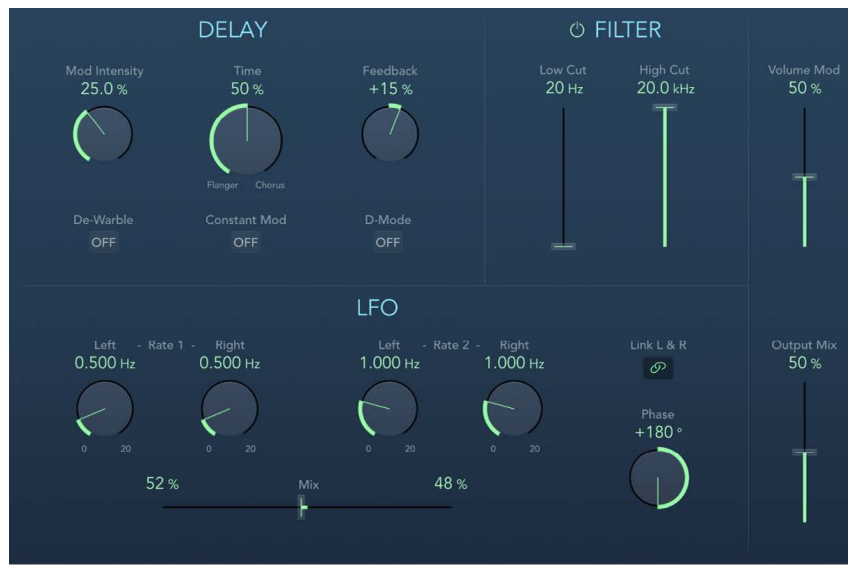 DELAY
FILTER
Mod Intensity
25.0 %
Time
50 %
Feedback
+15 %
Low Cut
20 Hz
High Cut
20.0 kHz
Volume Mod
50 %
Flanger Chorus
De-Warble
OFF
Constant Mod
OFF
D-Mode
OFF
LFO
Left - Rate 1 - Right
0.500 Hz 0.500 Hz
Left - Rate 2 - Right
1.000 Hz 1.000 Hz
Link L & R
Output Mix
50 %
0 20
0 20
0 20
0 20
Phase
+180 °
52 % Mix 48 %